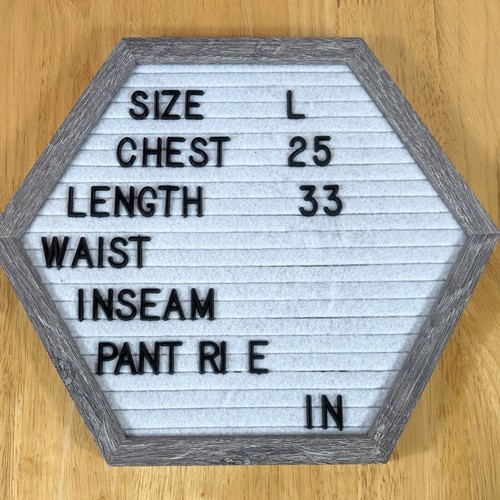 SIZE L
CHEST 25
LENGTH 33
WAIST
INSEAM
PANT RI E
IN